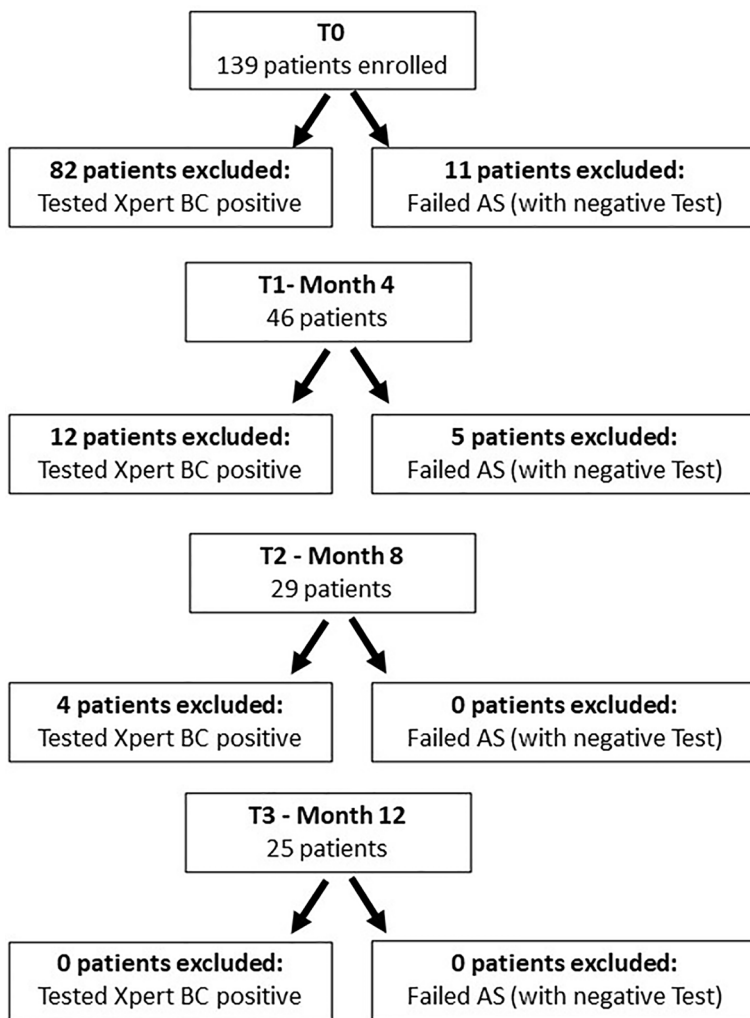 T0
139 patients enrolled
82 patients excluded:
Tested Xpert BC positive
11 patients excluded:
Failed AS (with negative Test)
T1- Month 4
46 patients
12 patients excluded:
Tested Xpert BC positive
5 patients excluded:
Failed AS (with negative Test)
T2 - Month 8
29 patients
4 patients excluded:
Tested Xpert BC positive
0 patients excluded:
Failed AS (with negative Test)
T3 - Month 12
25 patients
0 patients excluded:
Tested Xpert BC positive
0 patients excluded:
Failed AS (with negative Test)